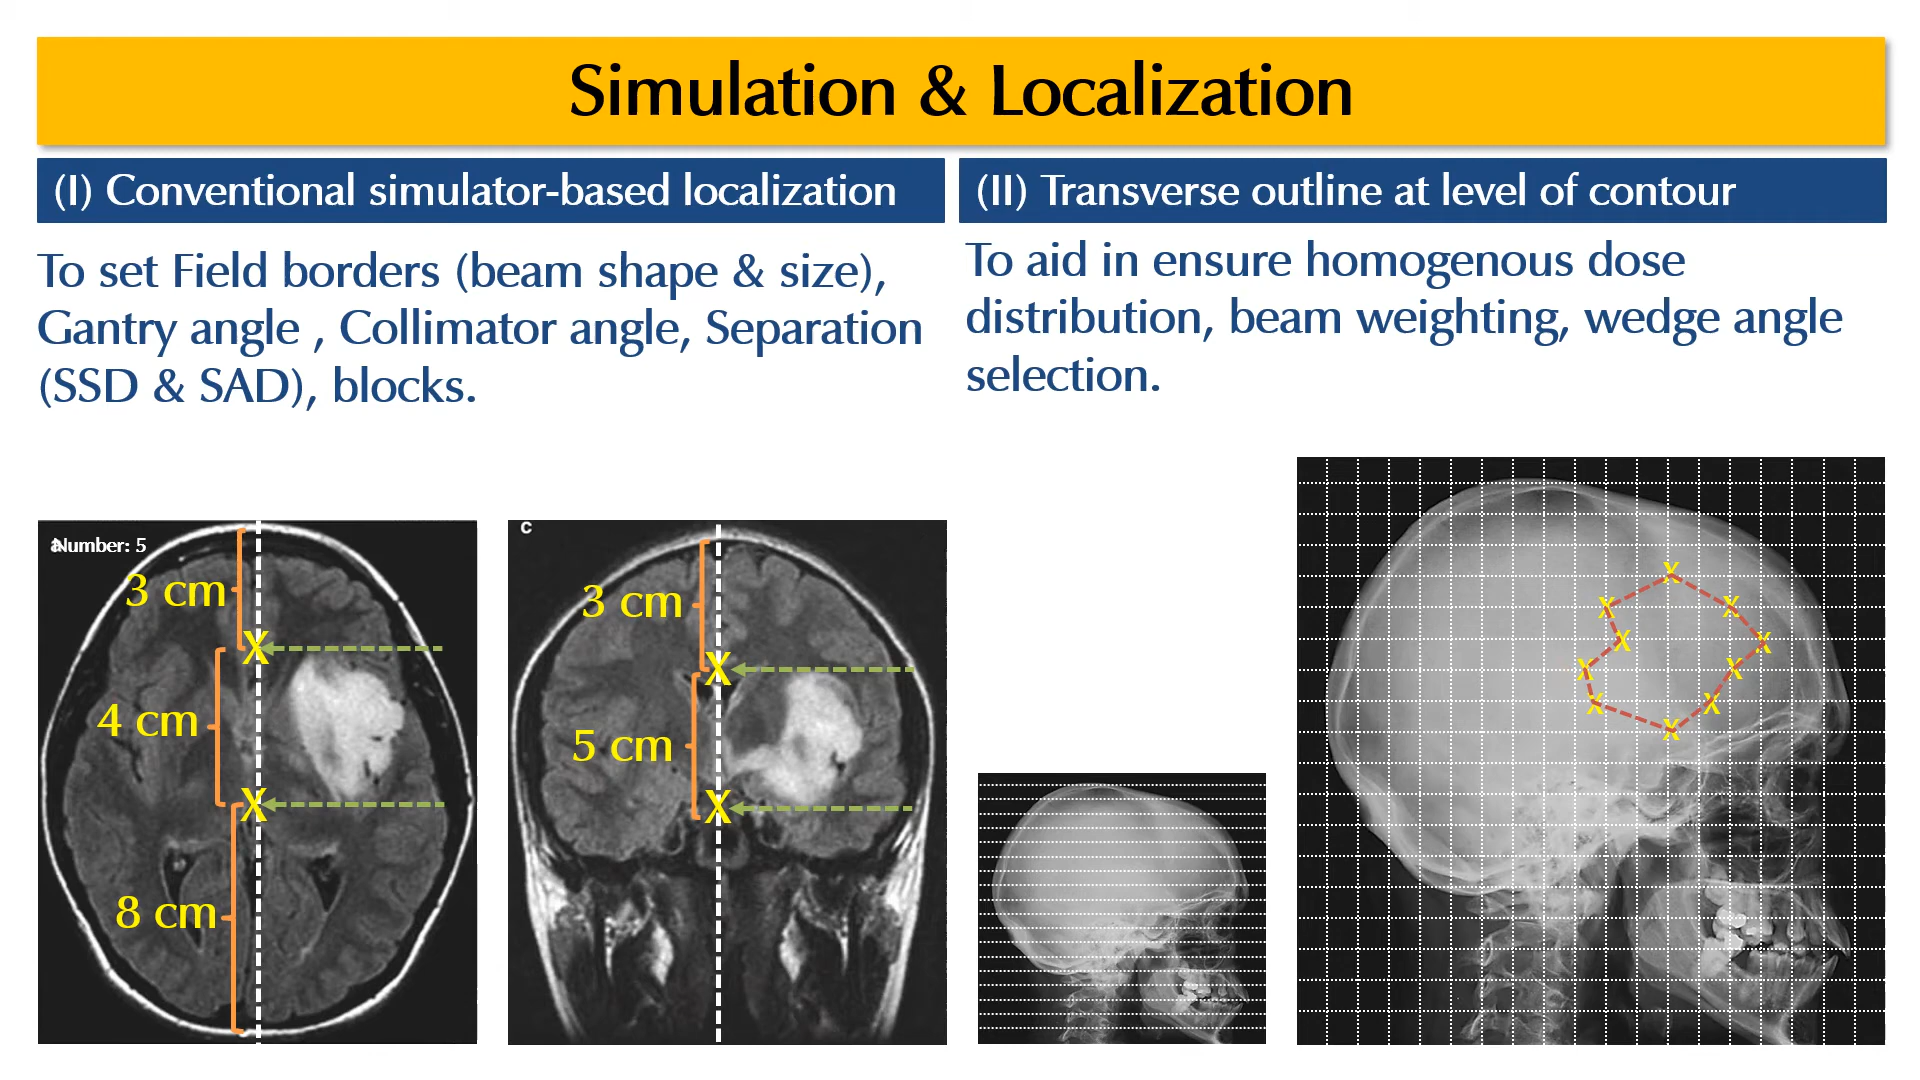 Simulation & Localization
(I) Conventional simulator-based localization
To set Field borders (beam shape & size),
Gantry angle , Collimator angle, Separation
(SSD & SAD), blocks.
(II) Transverse outline at level of contour
To aid in ensure homogenous dose
distribution, beam weighting, wedge angle
selection.
Number: 5
3 cm
X
4 cm
X
8 cm
c
3 cm
X
5 cm
X
X
X
X
X
X
X
X
X
X
X